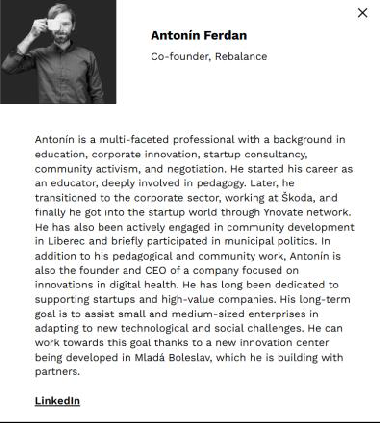 Antonín Ferdan
Co-founder, Rebalance
Antonín is a multi-faceted professional with a background in
education, corporate innovation, startup consultancy,
community activism, and negotiation. He started his career as
an educator, deeply involved in pedagogy. Later, he
transitioned to the corporate sector, working at Škoda, and
finally he got into the startup world through Ynovate network.
He has also been actively engaged in community development
in Liberec and briefly participated in municipal politics. In
addition to his pedagogical and community work, Antonín is
also the founder and CEO of a company focused on
innovations in digital health. He has long been dedicated to
supporting startups and high-value companies. His long-term
goal is to assist small and medium-sized enterprises in
adapting to new technological and social challenges. He can
work towards this goal thanks to a new innovation center
being developed in Mladá Boleslav, which he is building with
partners.
LinkedIn